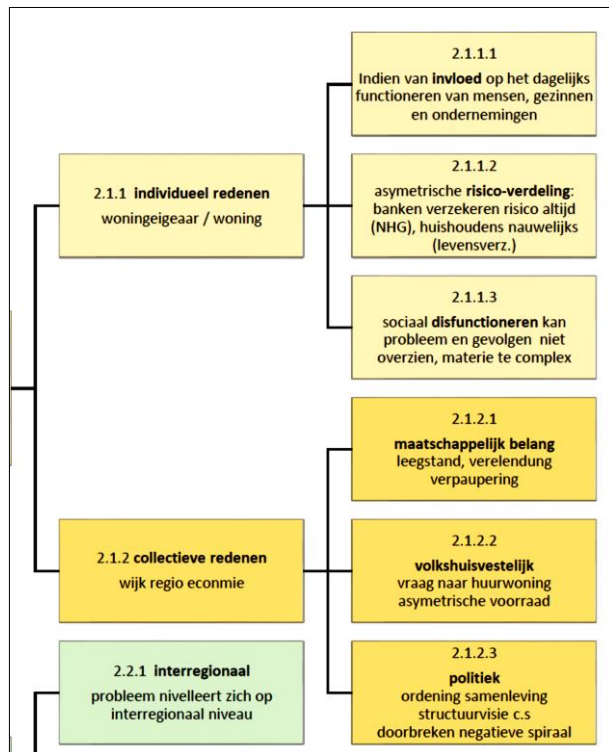 2.1.1 individueel redenen
woningeigeaar / woning
2.1.1.1
Indien van invloed op het dagelijks
functioneren van mensen, gezinnen
en ondernemingen
2.1.1.2
asymetrische risico-verdeling:
banken verzekeren risico altijd
(NHG), huishoudens nauwelijks
(levensverz.)
2.1.1.3
sociaal disfunctioneren kan
probleem en gevolgen niet
overzien, materie te complex
2.1.2 collectieve redenen
wijk regio econmie
2.1.2.1
maatschappelijk belang
leegstand, verelendung
verpaupering
2.1.2.2
volkshuisvestelijk
vraag naar huurwoning
asymetrische voorraad
2.1.2.3
politiek
ordening samenleving
structuurvisie c.s
doorbreken negatieve spiraal
2.2.1 interregionaal
probleem nivelleert zich op
interregionaal niveau